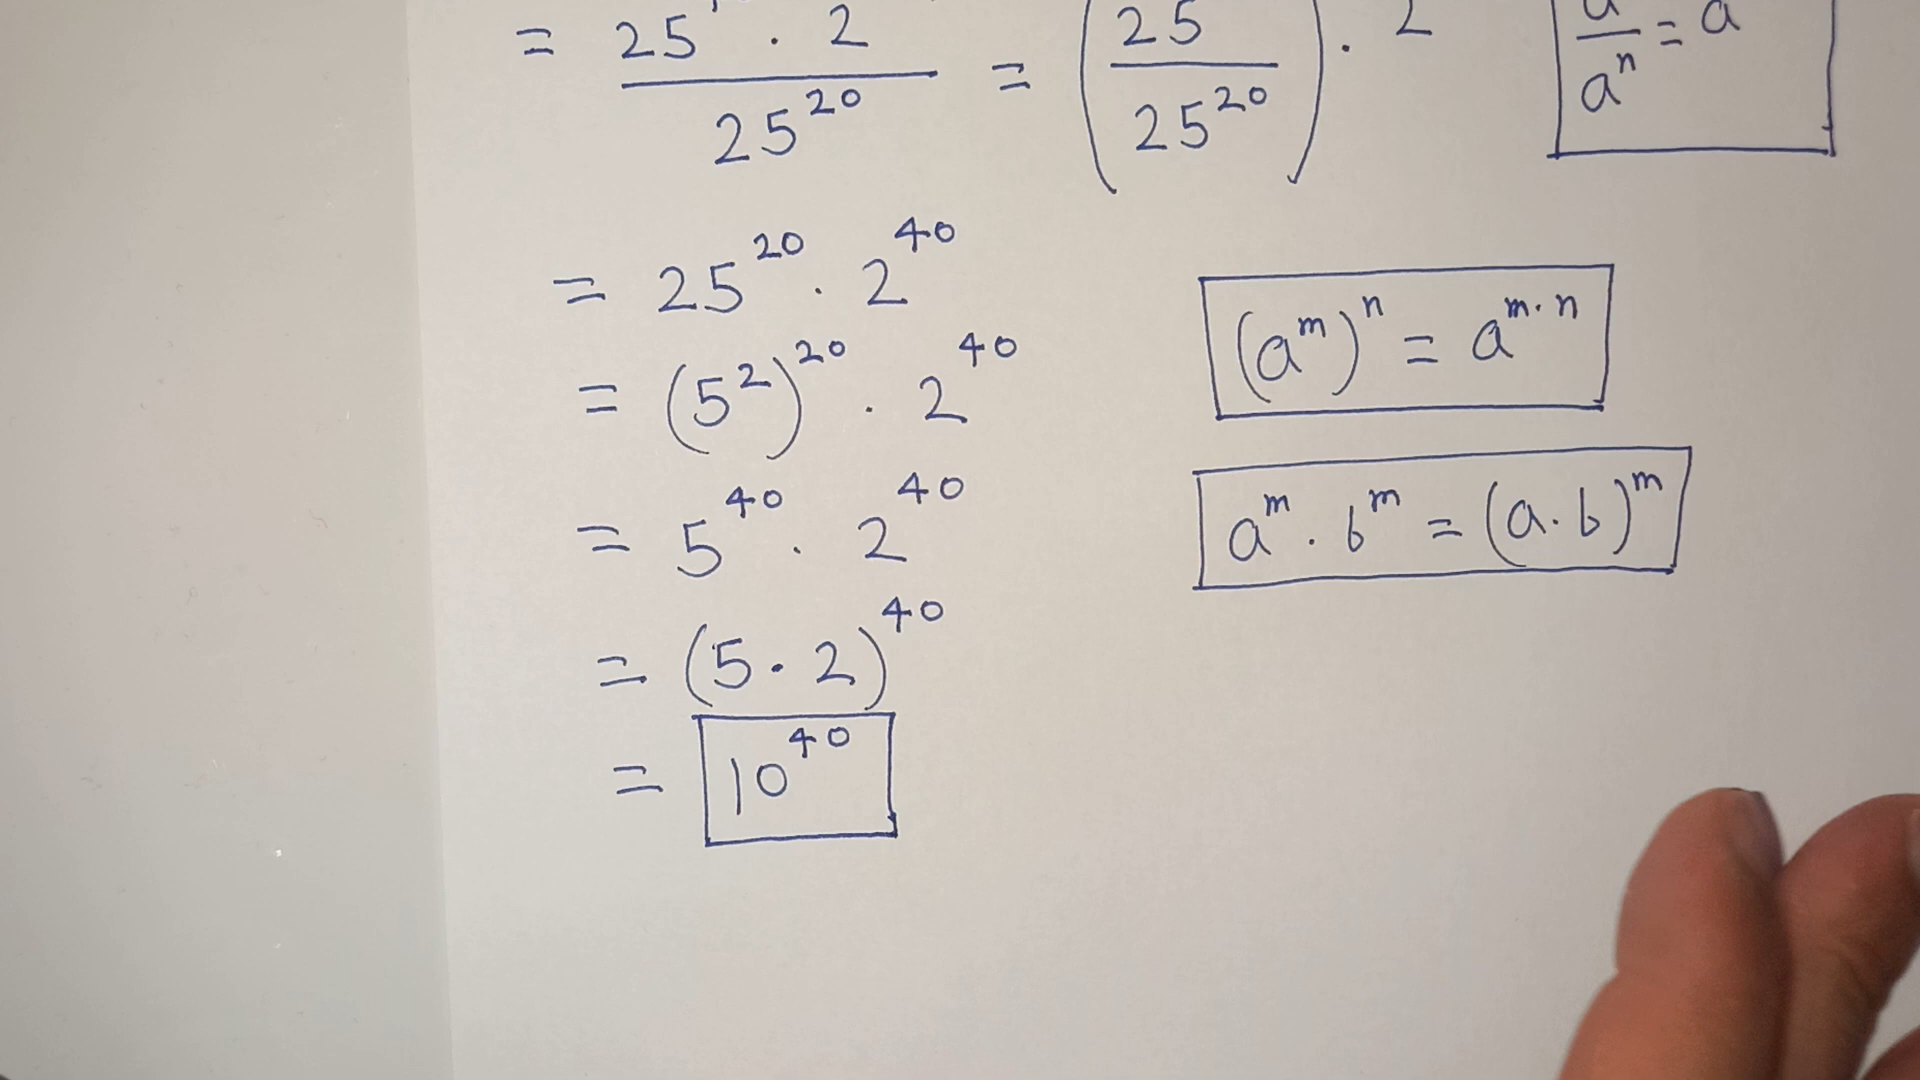 = 25 · 2 / 25^20 = (25 / 25^20) · 2
a / a^n = a
= 25^20 · 2^40
(a^m)^n = a^(m·n)
= (5^2)^20 · 2^40
= 5^40 · 2^40
a^m · b^m = (a·b)^m
= (5·2)^40
= 10^40